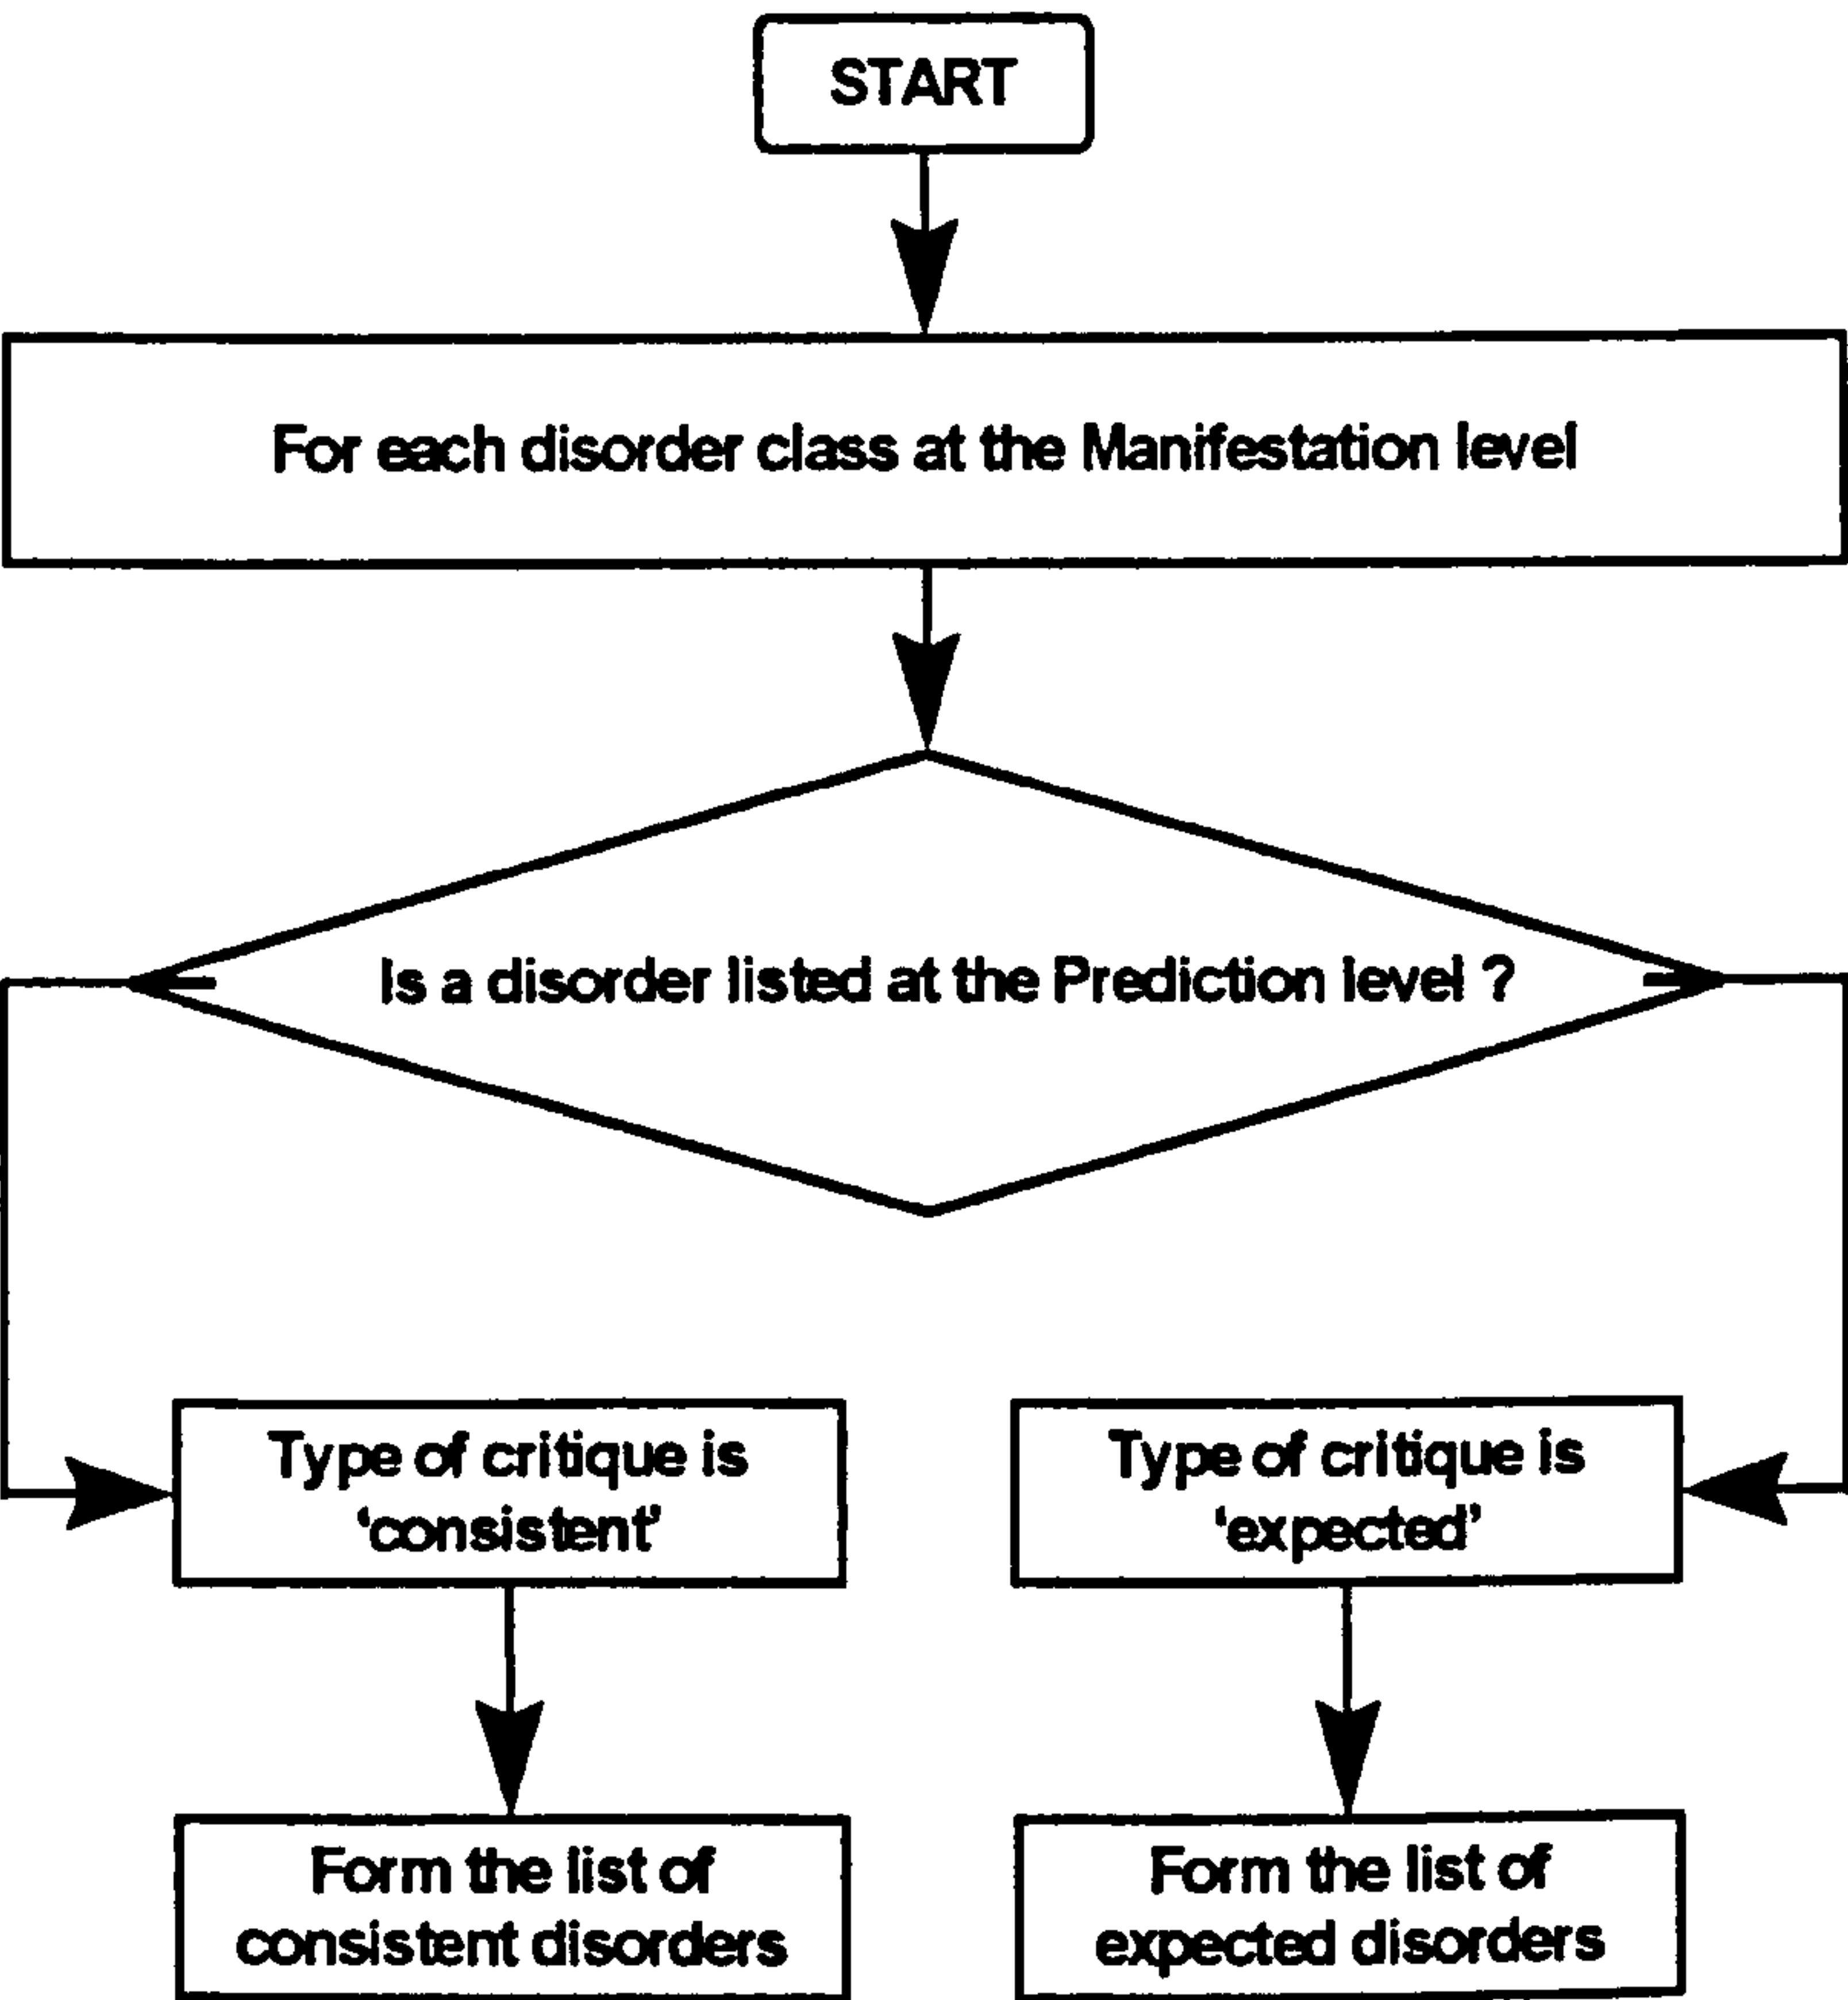 START
For each disorder class at the Manifestation level
Is a disorder listed at the Prediction level ?
Type of critique is
‘consistent’
Type of critique is
‘expected’
Form the list of
consistent disorders
Form the list of
expected disorders